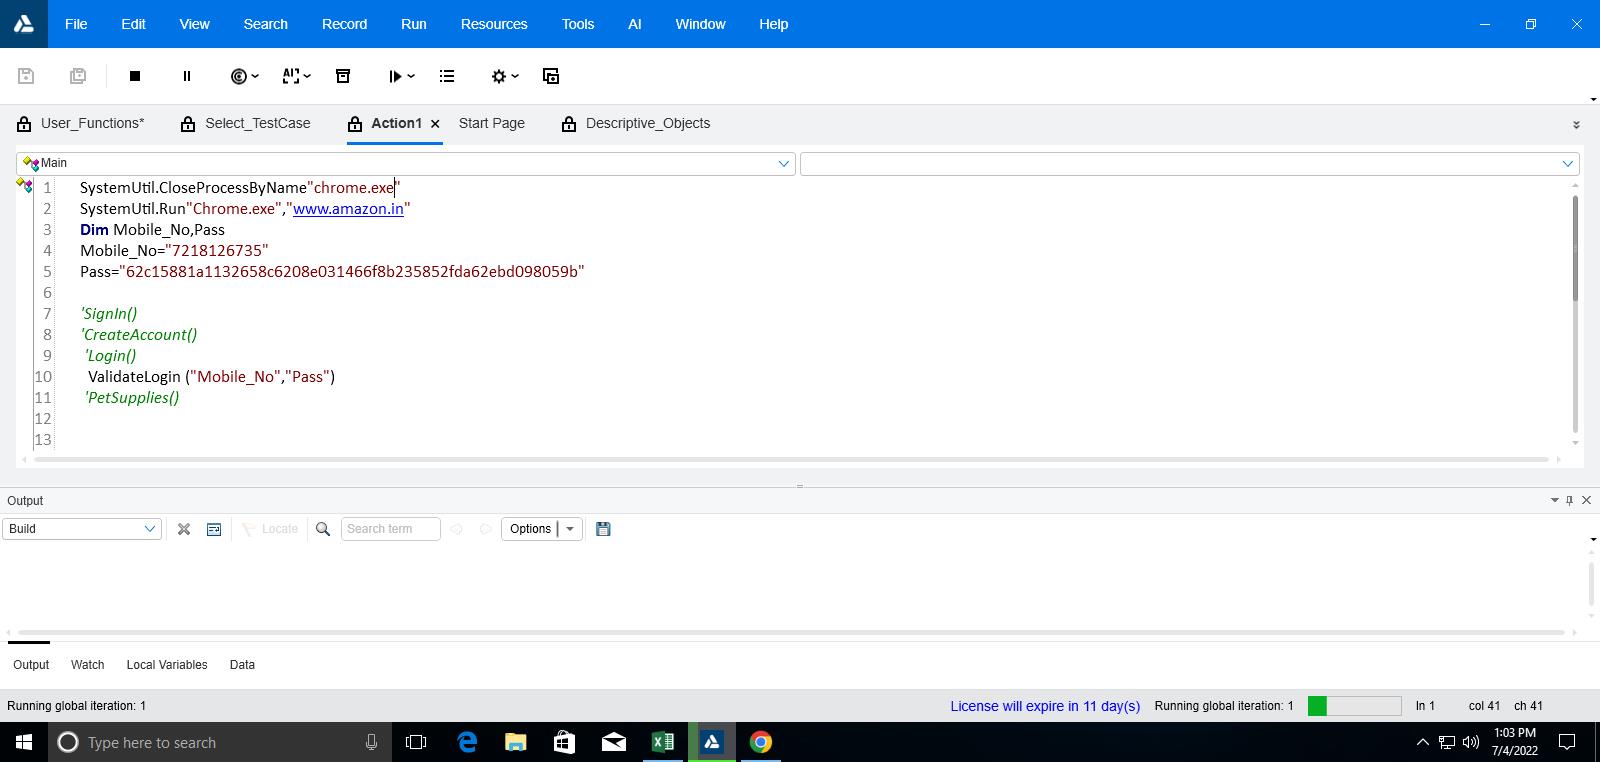 File Edit View Search Record Run Resources Tools AI Window Help
User_Functions* Select_TestCase Action1 Start Page Descriptive_Objects
Main
1 SystemUtil.CloseProcessByName"chrome.exe"
2 SystemUtil.Run"Chrome.exe","www.amazon.in"
3 Dim Mobile_No,Pass
4 Mobile_No="7218126735"
5 Pass="62c15881a1132658c6208e031466f8b235852fda62ebd098059b"
6
7 'SignIn()
8 'CreateAccount()
9 'Login()
10 ValidateLogin ("Mobile_No","Pass")
11 'PetSupplies()
12
13
Output
Build Locate Search term Options
Output Watch Local Variables Data
Running global iteration: 1 License will expire in 11 day(s) Running global iteration: 1 ln 1 col 41 ch 41
Type here to search
1:03 PM
7/4/2022